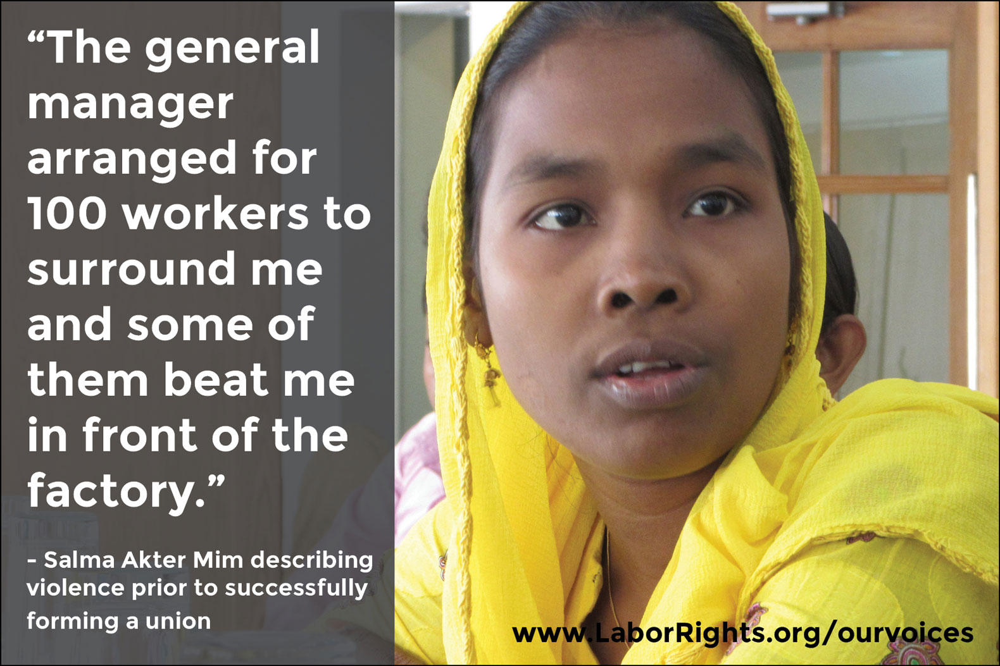 “The general
manager
arranged for
100 workers to
surround me
and some of
them beat me
in front of the
factory.”
- Salma Akter Mim describing
violence prior to successfully
forming a union
www.LaborRights.org/ourvoices